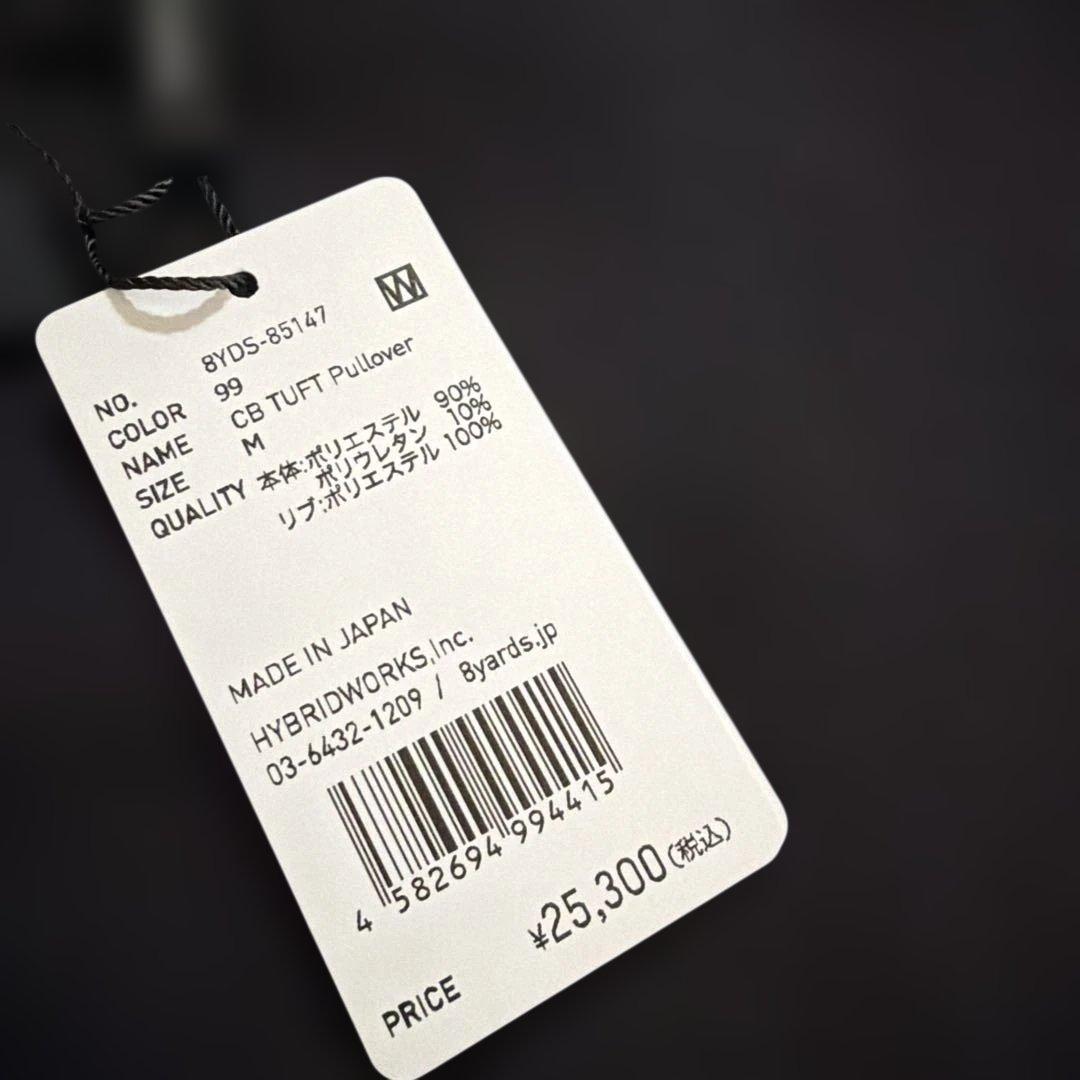 W
NO. 8YDS-85147
COLOR 99
NAME CB TUFT Pullover
SIZE M
QUALITY 本体:ポリエステル 90%
ポリウレタン 10%
リブ:ポリエステル 100%
MADE IN JAPAN
HYBRIDWORKS,Inc.
03-6432-1209 / 8yards.jp
4 582694 994415
PRICE ¥25,300(税込)